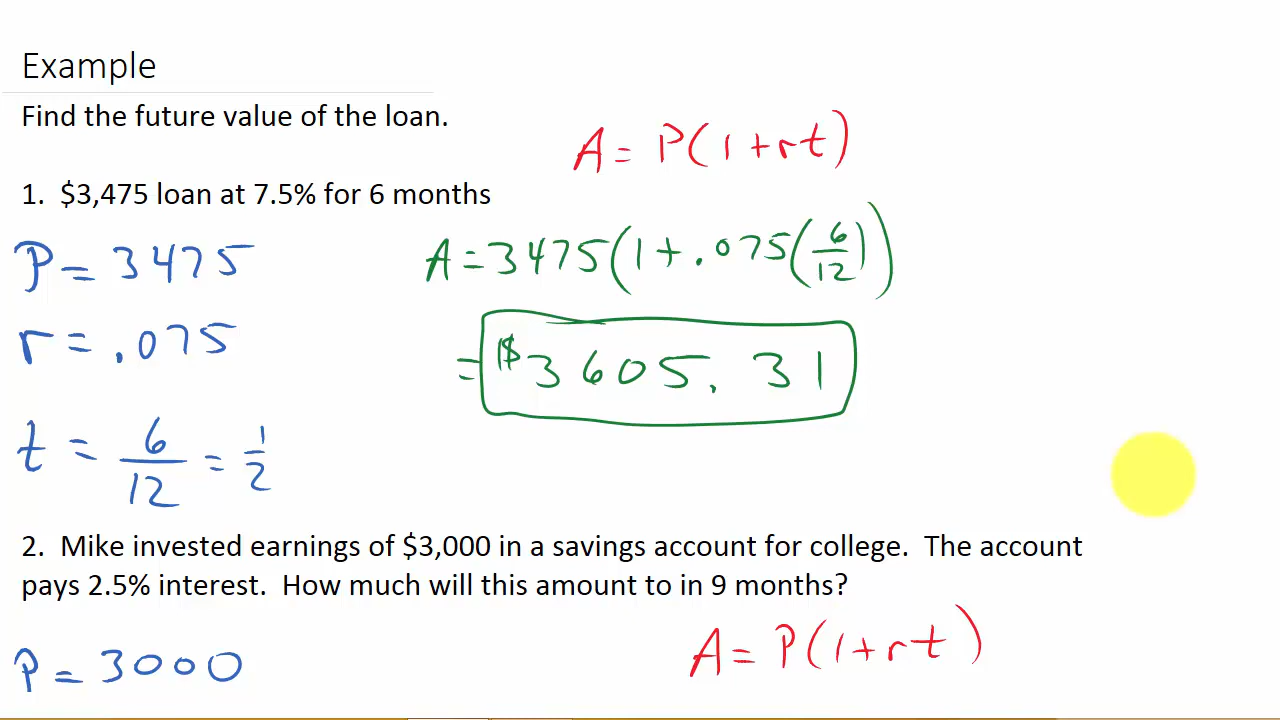 Example
Find the future value of the loan.
A = P(1+rt)
1. $3,475 loan at 7.5% for 6 months
P = 3475
A = 3475(1 + .075(6/12))
r = .075
= $3605.31
t = 6/12 = 1/2
2. Mike invested earnings of $3,000 in a savings account for college. The account
pays 2.5% interest. How much will this amount to in 9 months?
A = P(1+rt)
P = 3000